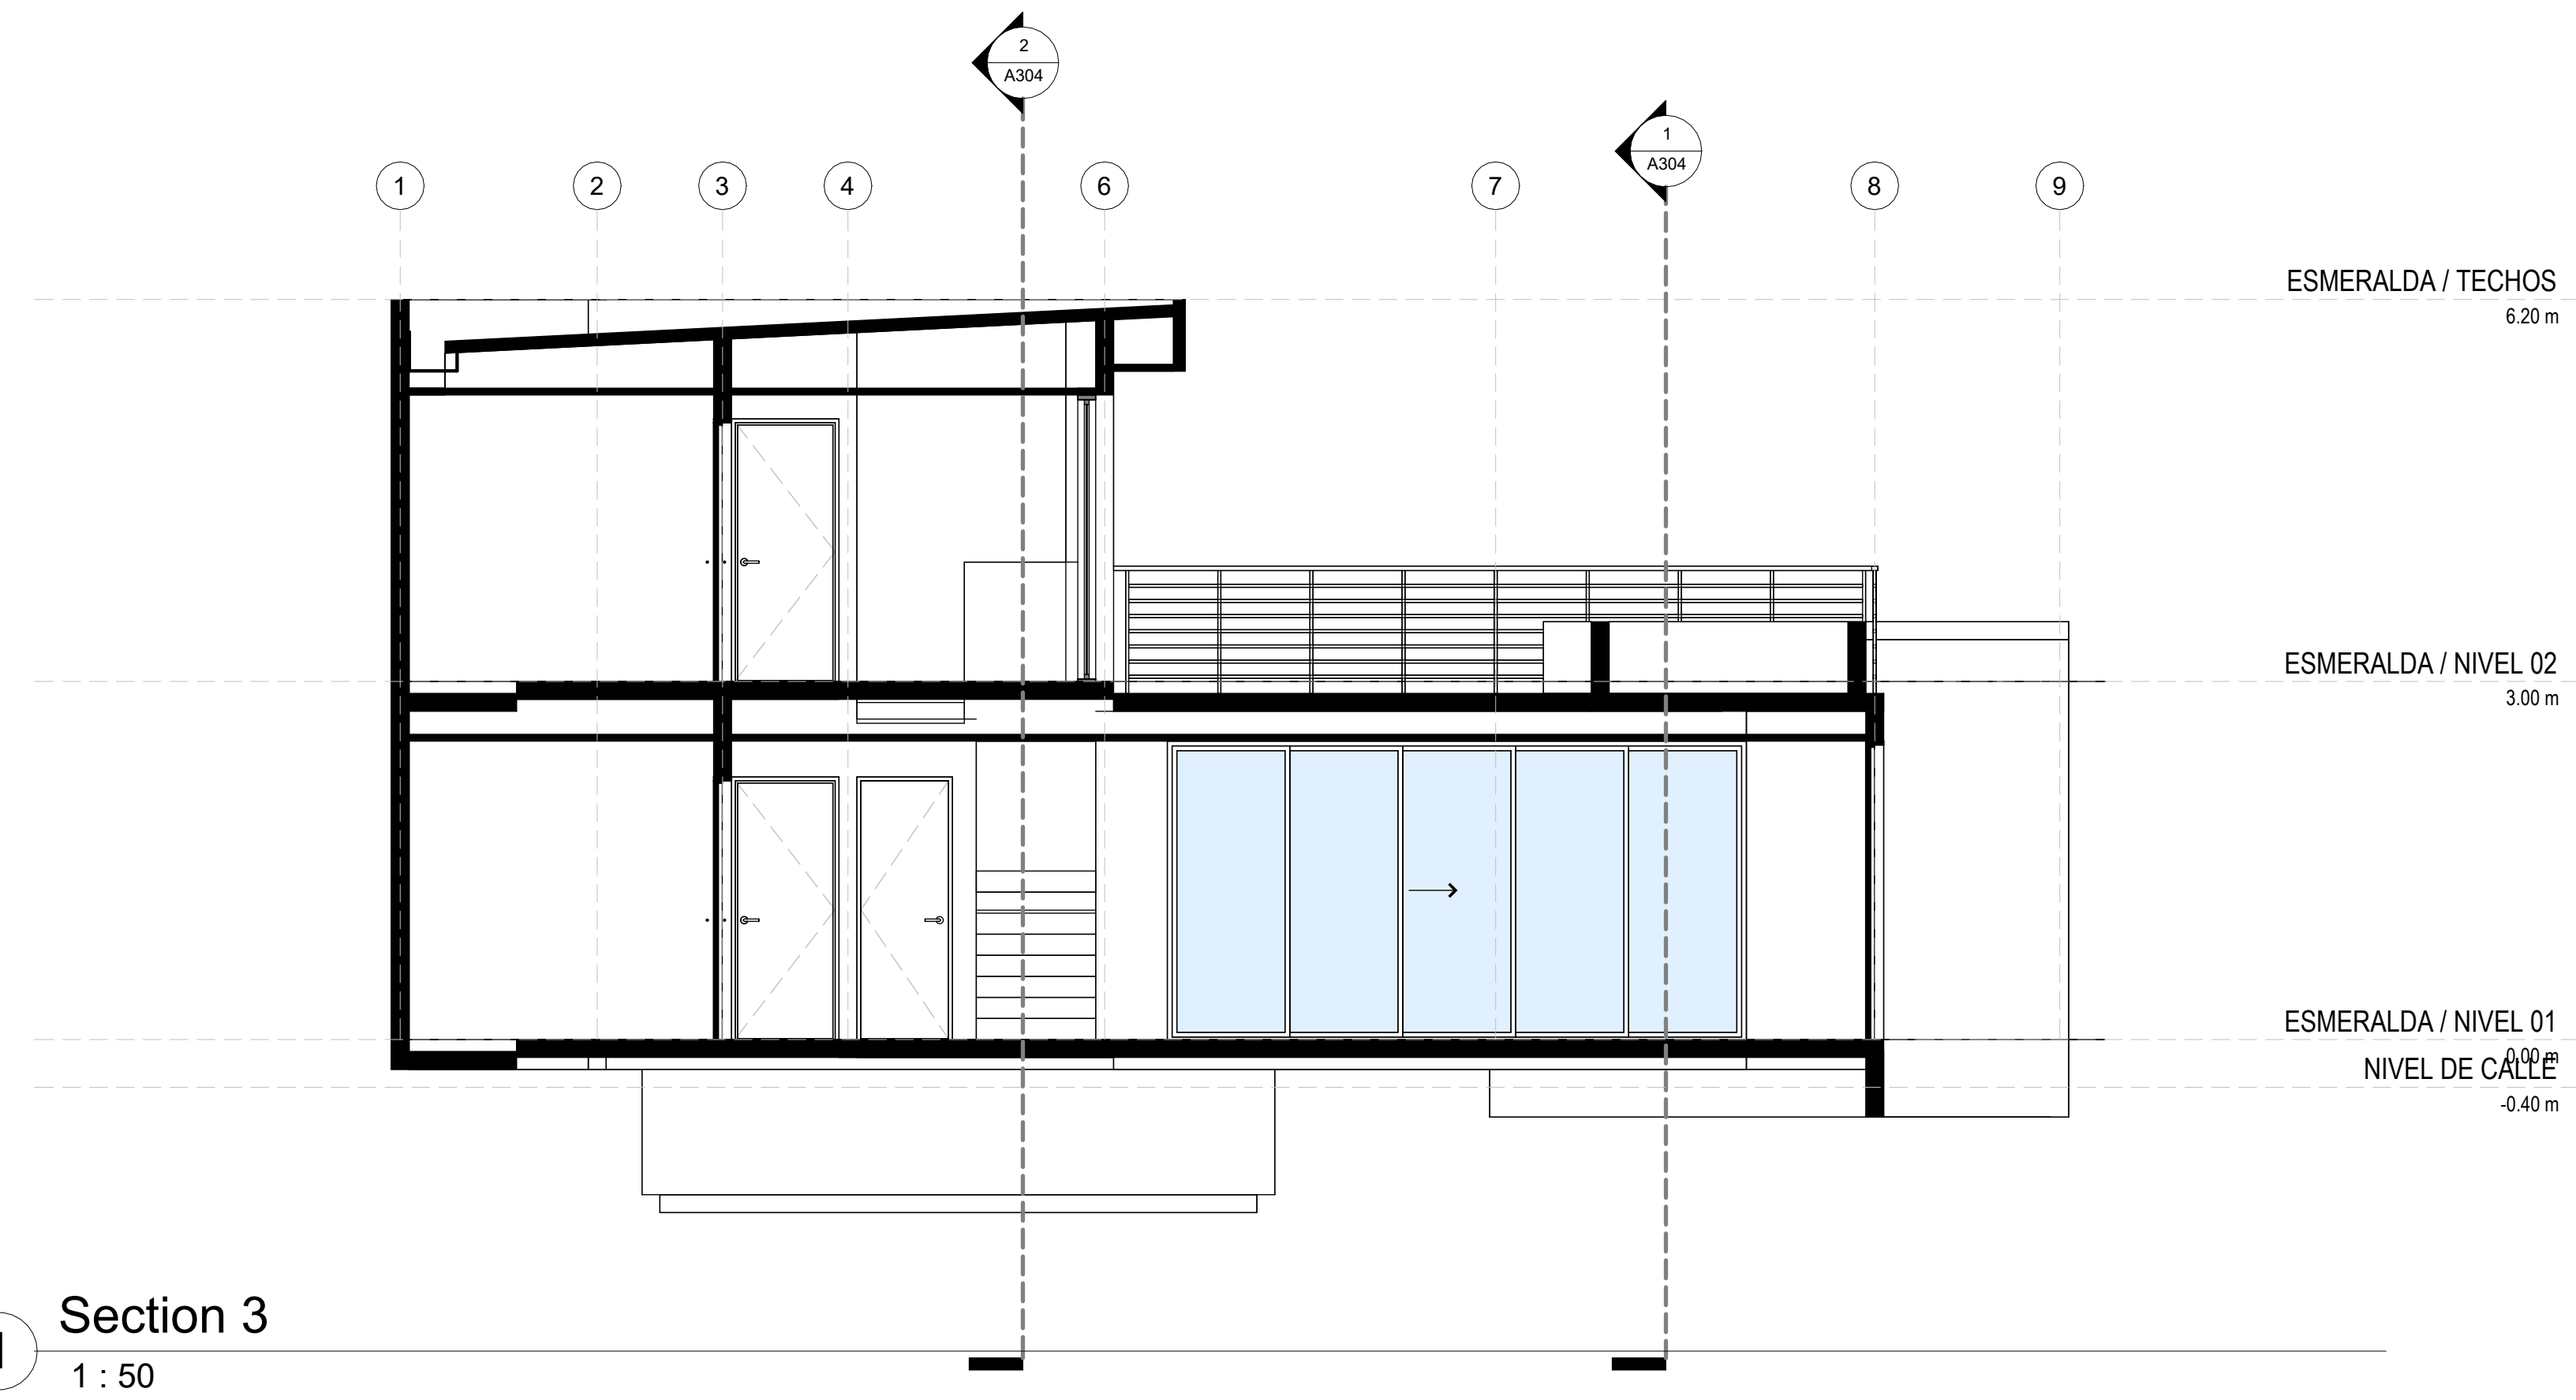 2
A304
1
A304
1
2
3
4
6
7
8
9
ESMERALDA / TECHOS
6.20 m
ESMERALDA / NIVEL 02
3.00 m
ESMERALDA / NIVEL 01
0.00 m
NIVEL DE CALLE
-0.40 m
Section 3
1 : 50